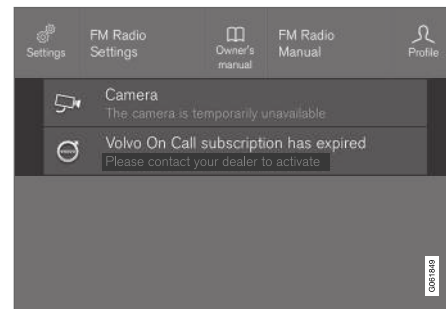 Settings
FM Radio
Settings
Owner's
manual
FM Radio
Manual
Profile
Camera
The camera is temporarily unavailable
Volvo On Call subscription has expired
Please contact your dealer to activate
G061849